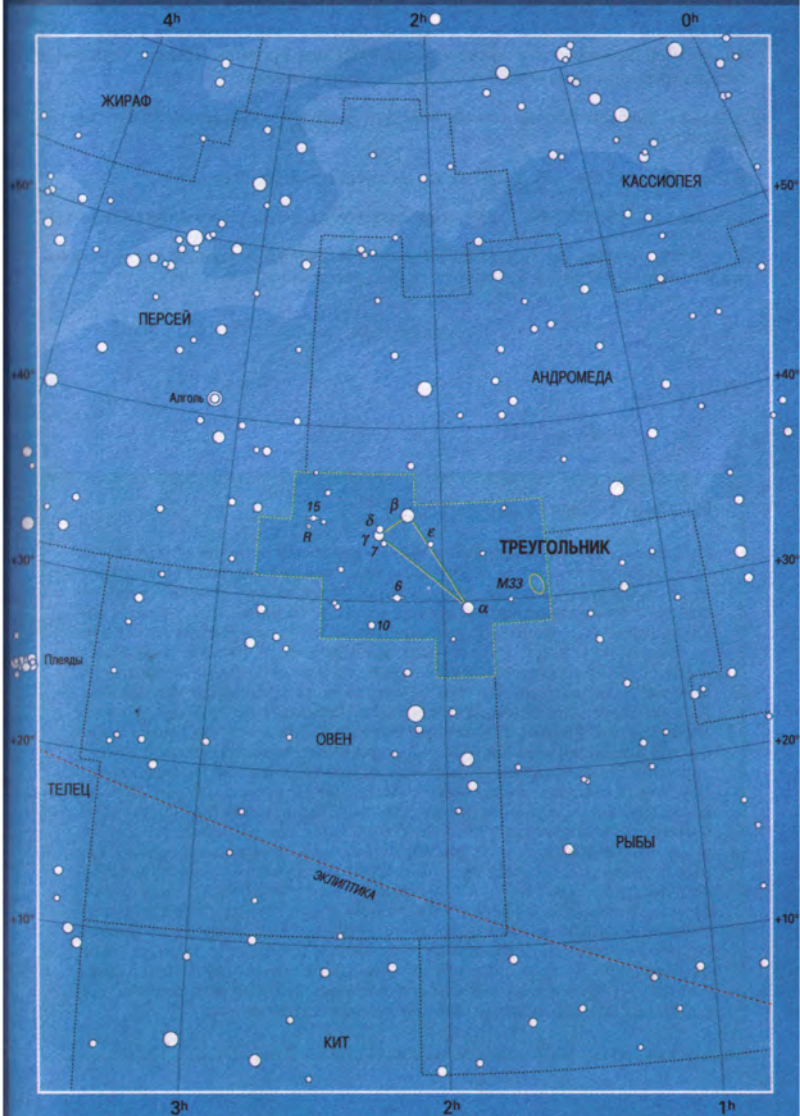 4h
2h
0h
ЖИРАФ
+50°
+50°
КАССИОПЕЯ
ПЕРСЕЙ
+40°
АНДРОМЕДА
+40°
Алголь
15
β
δ
R
γ
ε
7
ТРЕУГОЛЬНИК
+30°
+30°
6
M33
α
10
Плеяды
+20°
ОВЕН
+20°
ТЕЛЕЦ
РЫБЫ
ЭКЛИПТИКА
+10°
+10°
КИТ
3h
2h
1h